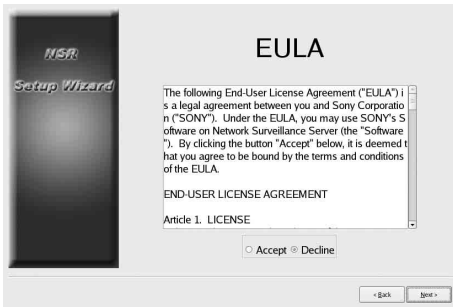 NSR
Setup Wizard
EULA
The following End-User License Agreement ("EULA") i
s a legal agreement between you and Sony Corporatio
n ("SONY").  Under the EULA, you may use SONY's S
oftware on Network Surveillance Server (the "Software
").  By clicking the button "Accept" below, it is deemed t
hat you agree to be bound by the terms and conditions
of the EULA.
END-USER LICENSE AGREEMENT
Article 1.  LICENSE
Accept Decline
< Back Next >